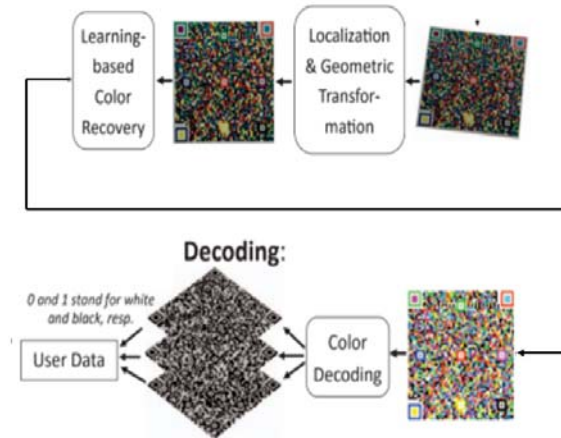 Learning-
based
Color
Recovery
Localization
& Geometric
Transfor-
mation
Decoding:
0 and 1 stand for white
and black, resp.
User Data
Color
Decoding